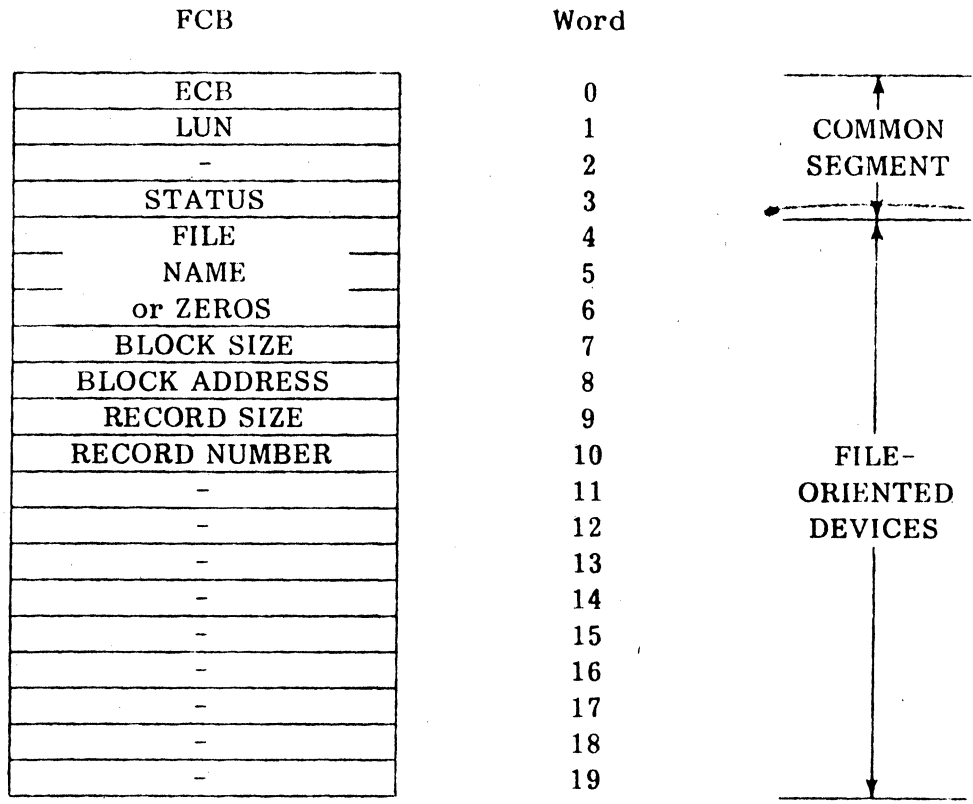 FCB Word
ECB 0
LUN 1 COMMON
- 2 SEGMENT
STATUS 3
FILE 4
NAME 5
or ZEROS 6
BLOCK SIZE 7
BLOCK ADDRESS 8
RECORD SIZE 9
RECORD NUMBER 10 FILE-
- 11 ORIENTED
- 12 DEVICES
- 13
- 14
- 15
- 16
- 17
- 18
- 19